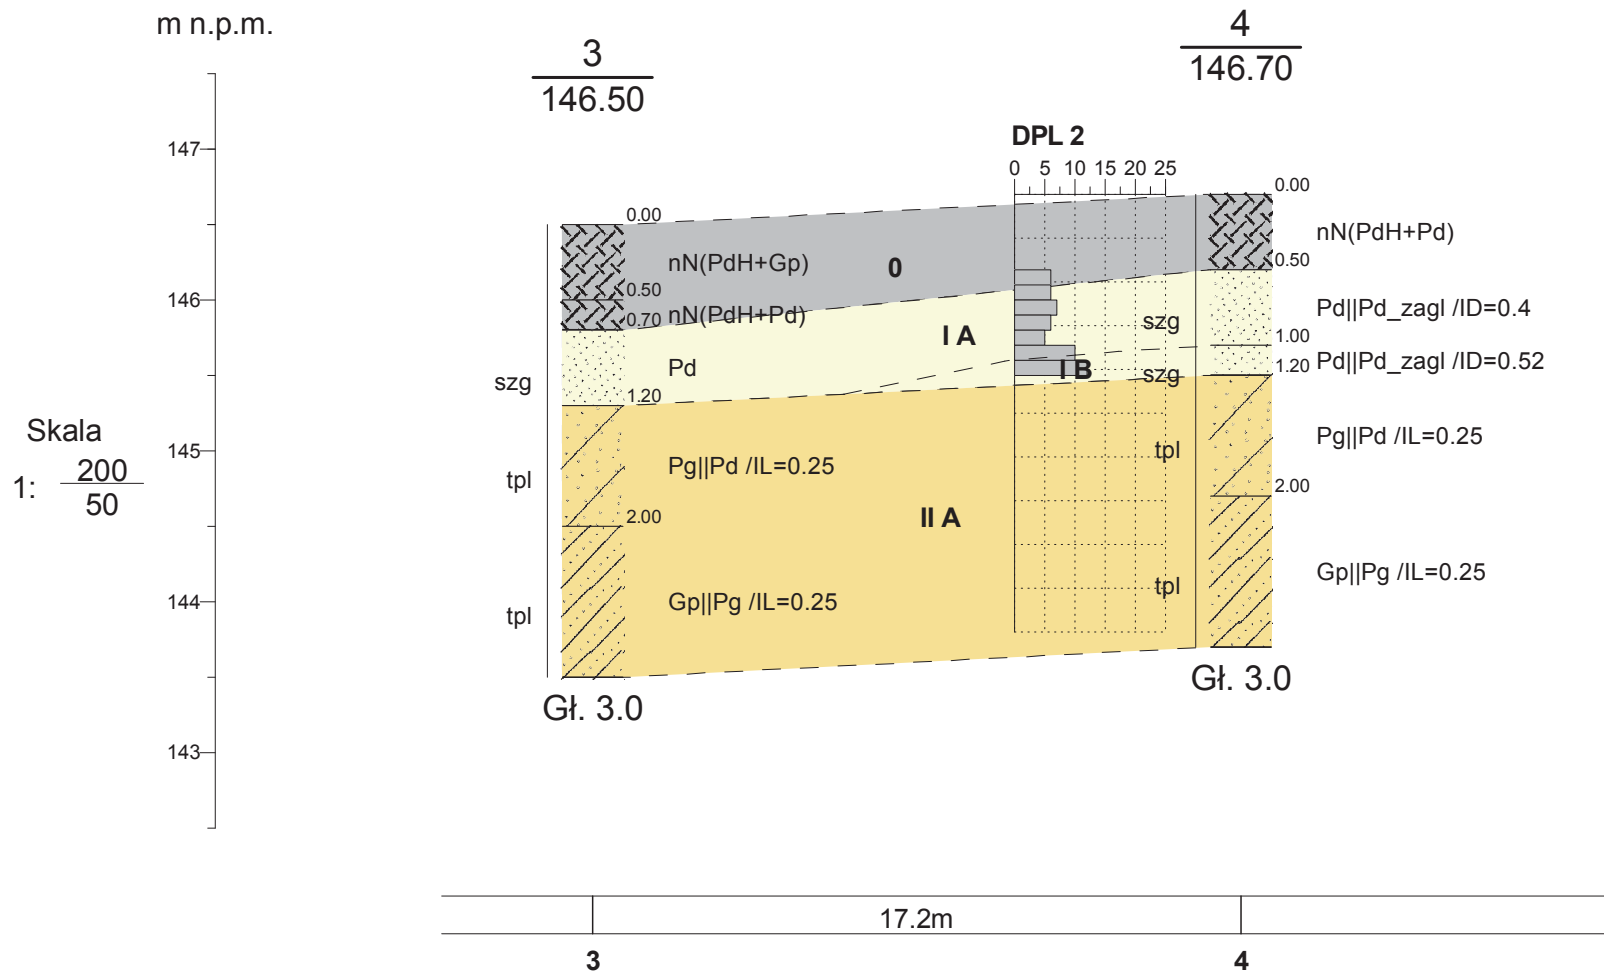 m n.p.m.
3
146.50
4
146.70
DPL 2
0 5 10 15 20 25
147
146
145
144
143
Skala
1: 200
50
0.00
nN(PdH+Gp)
0
0.50
nN(PdH+Pd)
0.70
I A
Pd
szg
1.20
Pg||Pd /IL=0.25
tpl
2.00
II A
Gp||Pg /IL=0.25
tpl
Gł. 3.0
0.00
nN(PdH+Pd)
0.50
szg
Pd||Pd_zagl /ID=0.4
1.00
I B
szg
Pd||Pd_zagl /ID=0.52
1.20
tpl
Pg||Pd /IL=0.25
2.00
tpl
Gp||Pg /IL=0.25
Gł. 3.0
17.2m
3
4